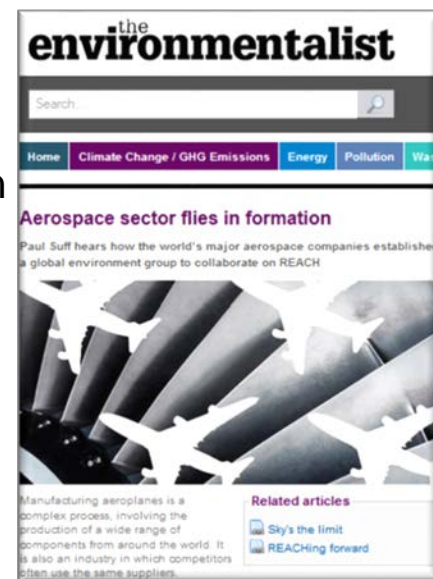 the
environmentalist
Search...
Home Climate Change / GHG Emissions Energy Pollution Was
n
Aerospace sector flies in formation
Paul Suff hears how the world's major aerospace companies established
a global environment group to collaborate on REACH
Manufacturing aeroplanes is a
complex process, involving the
production of a wide range of
components from around the world. It
is also an industry in which competitors
often use the same suppliers.
Related articles
Sky's the limit
REACHing forward